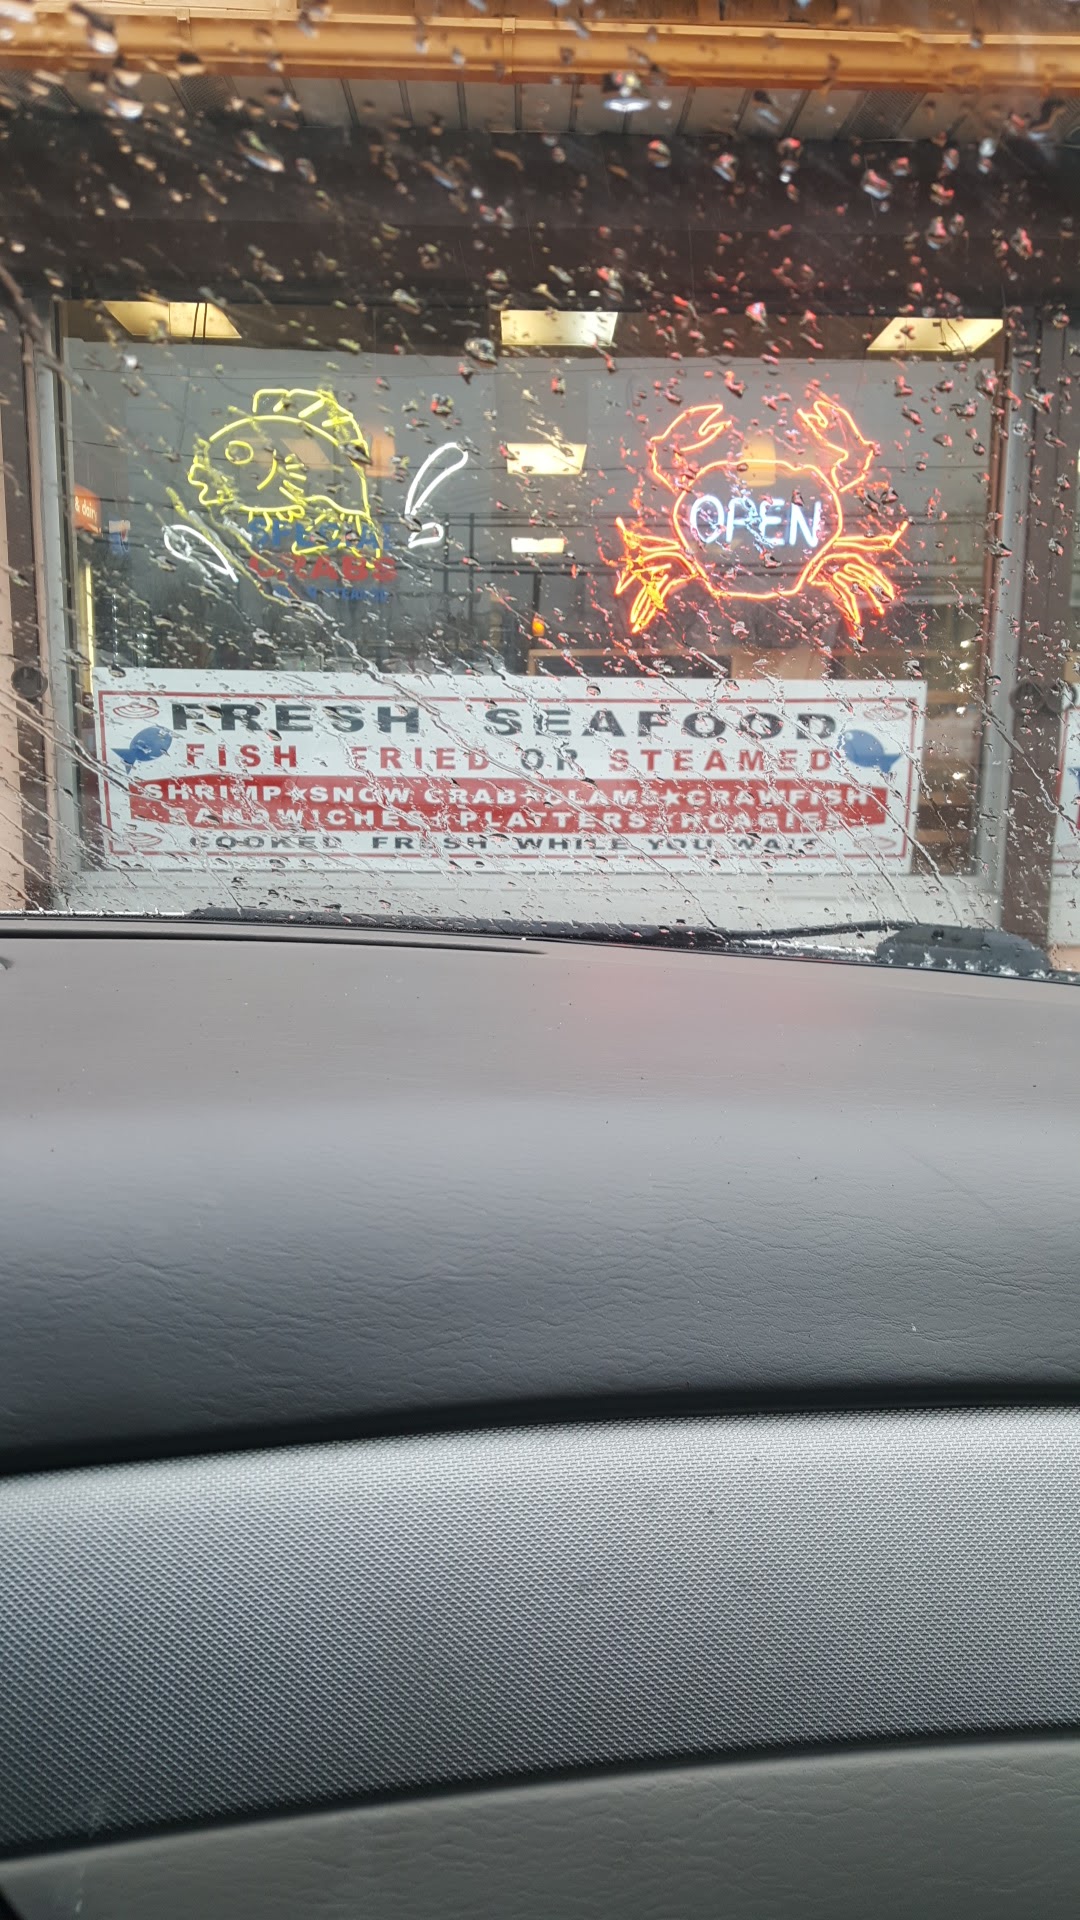 OPEN
& dairy
SPECIAL
CRABS
FRESH SEAFOOD
FISH FRIED OR STEAMED
SHRIMP★SNOW CRAB★CLAMS★CRAWFISH
SANDWICHES★PLATTERS★HOAGIES
COOKED FRESH WHILE YOU WAIT